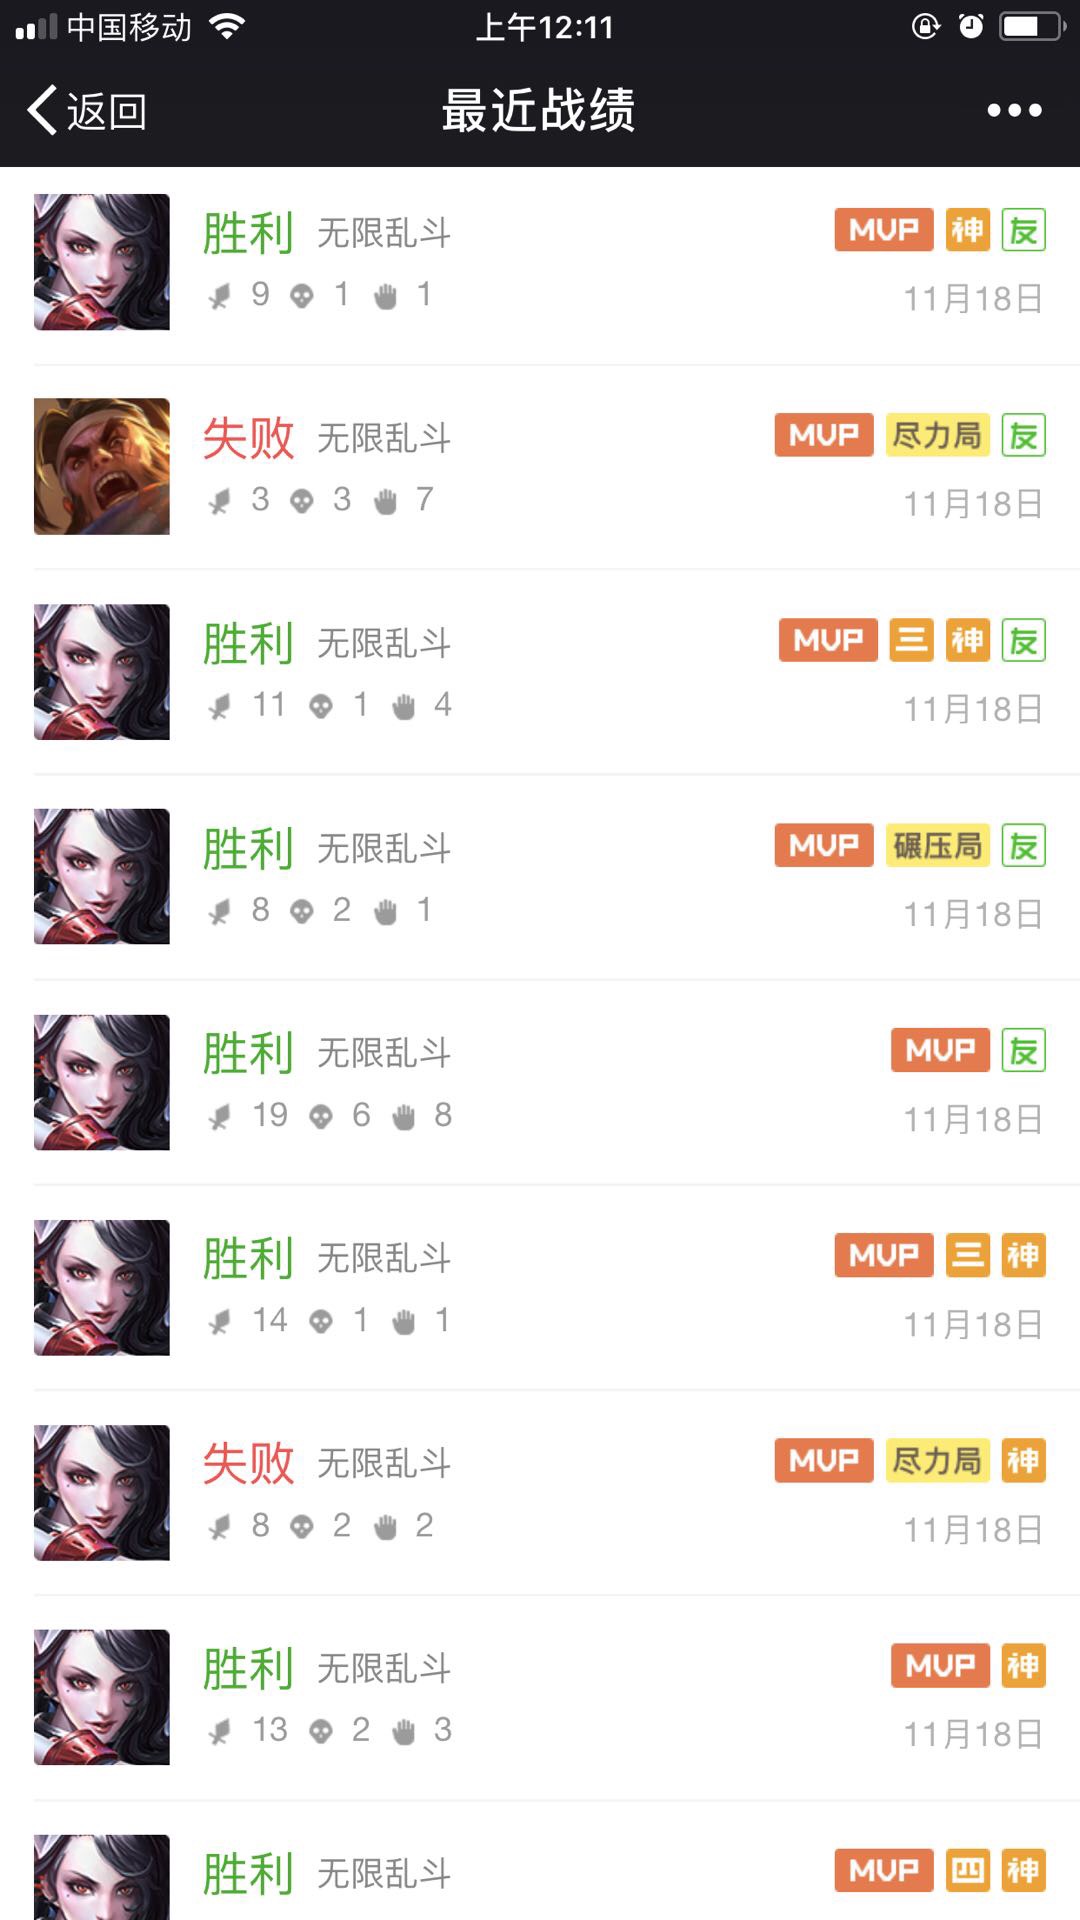 中国移动 上午12:11
返回 最近战绩
胜利 无限乱斗 MVP 神 友
9 1 1 11月18日
失败 无限乱斗 MVP 尽力局 友
3 3 7 11月18日
胜利 无限乱斗 MVP 三 神 友
11 1 4 11月18日
胜利 无限乱斗 MVP 碾压局 友
8 2 1 11月18日
胜利 无限乱斗 MVP 友
19 6 8 11月18日
胜利 无限乱斗 MVP 三 神
14 1 1 11月18日
失败 无限乱斗 MVP 尽力局 神
8 2 2 11月18日
胜利 无限乱斗 MVP 神
13 2 3 11月18日
胜利 无限乱斗 MVP 四 神